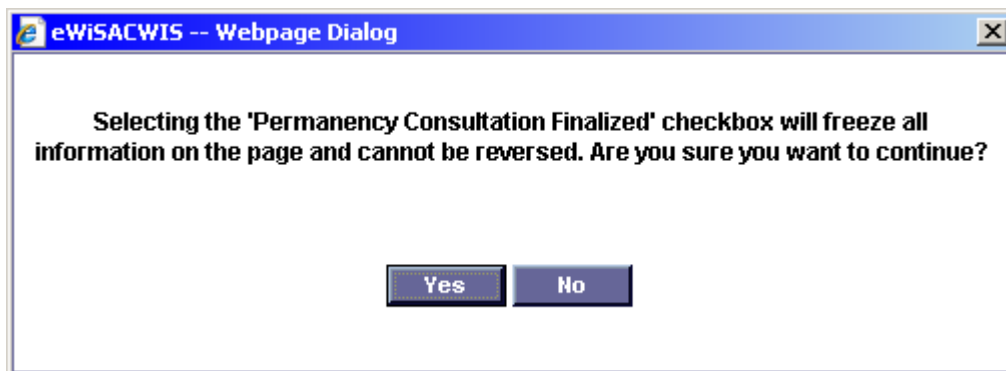 eWiSACWIS -- Webpage Dialog
Selecting the 'Permanency Consultation Finalized' checkbox will freeze all
information on the page and cannot be reversed. Are you sure you want to continue?
Yes No